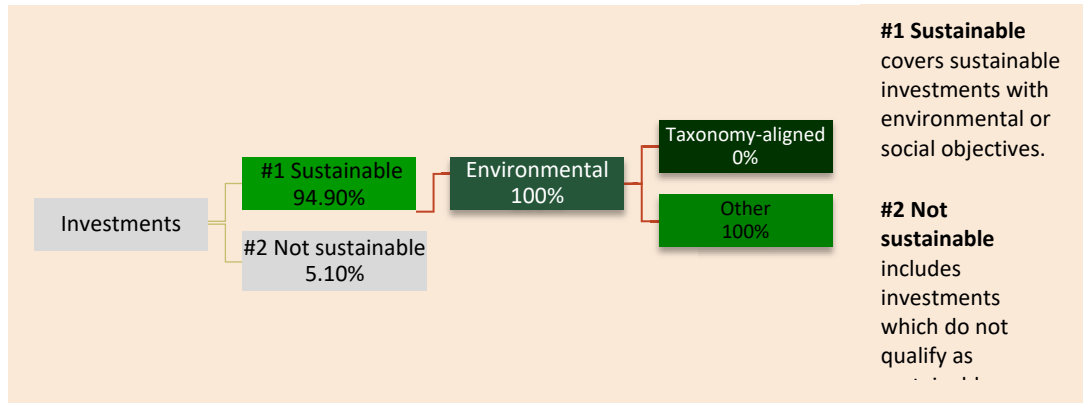 Investments
#1 Sustainable
94.90%
#2 Not sustainable
5.10%
Environmental
100%
Taxonomy-aligned
0%
Other
100%
#1 Sustainable
covers sustainable
investments with
environmental or
social objectives.
#2 Not
sustainable
includes
investments
which do not
qualify as